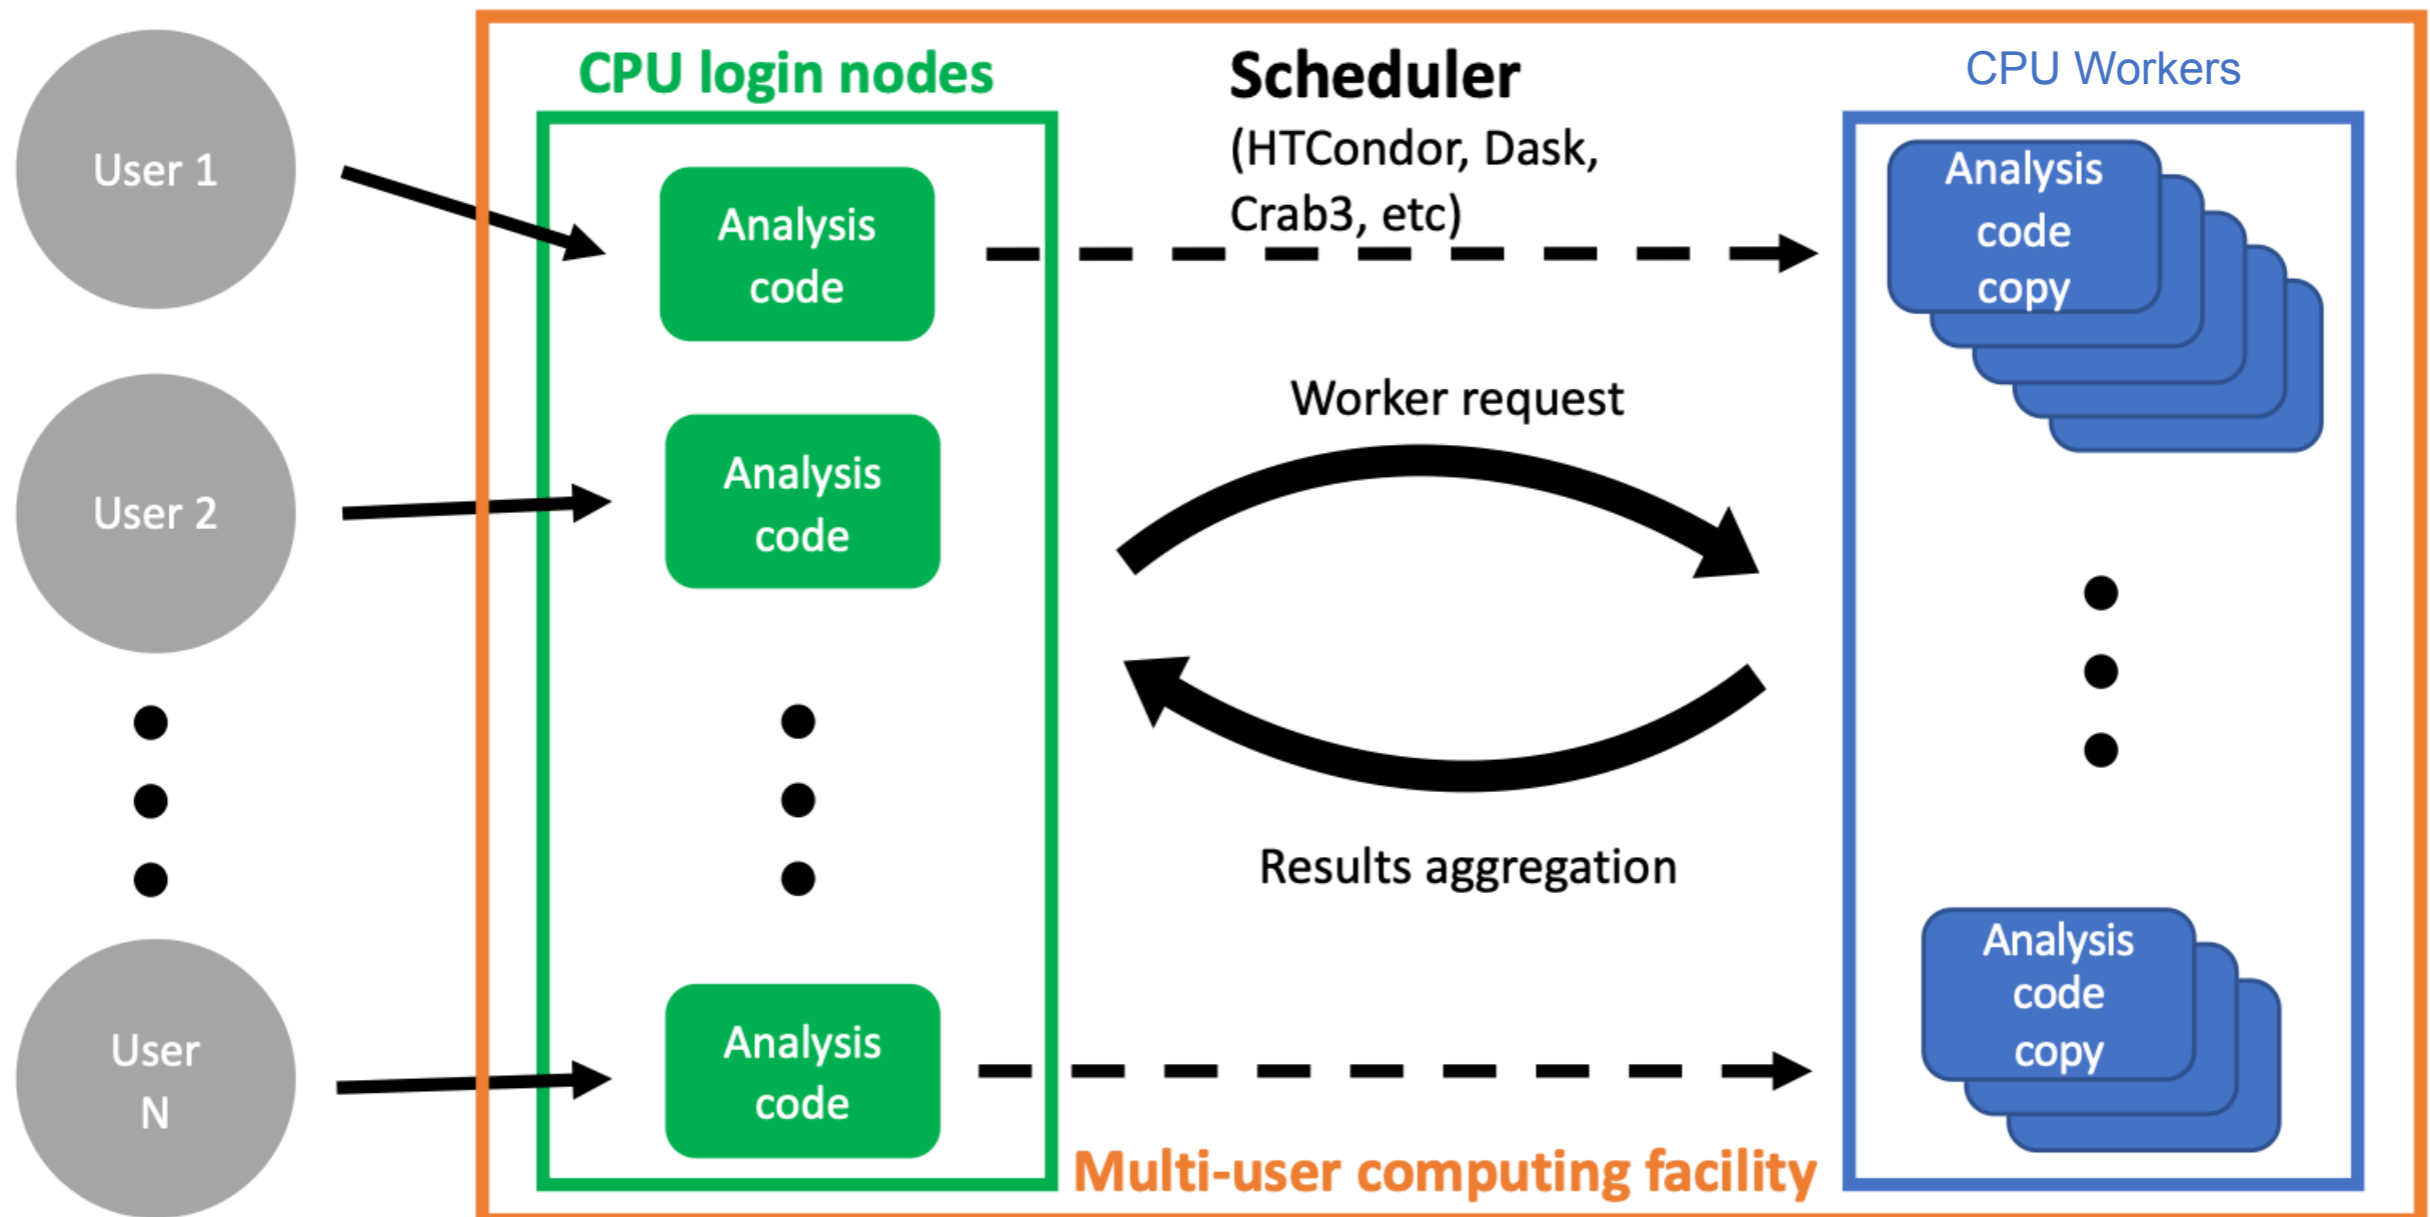 User 1
User 2
User
N
CPU login nodes
Analysis
code
Analysis
code
Analysis
code
Scheduler
(HTCondor, Dask,
Crab3, etc)
Worker request
Results aggregation
Multi-user computing facility
CPU Workers
Analysis
code
copy
Analysis
code
copy